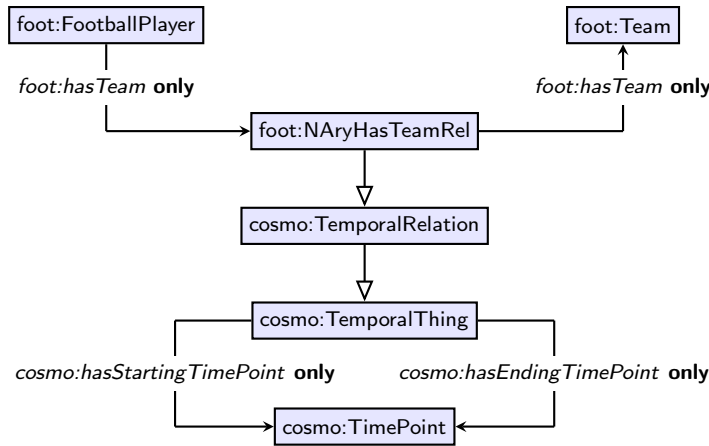 foot:FootballPlayer
foot:Team
foot:hasTeam only
foot:hasTeam only
foot:NAryHasTeamRel
cosmo:TemporalRelation
cosmo:TemporalThing
cosmo:hasStartingTimePoint only
cosmo:hasEndingTimePoint only
cosmo:TimePoint